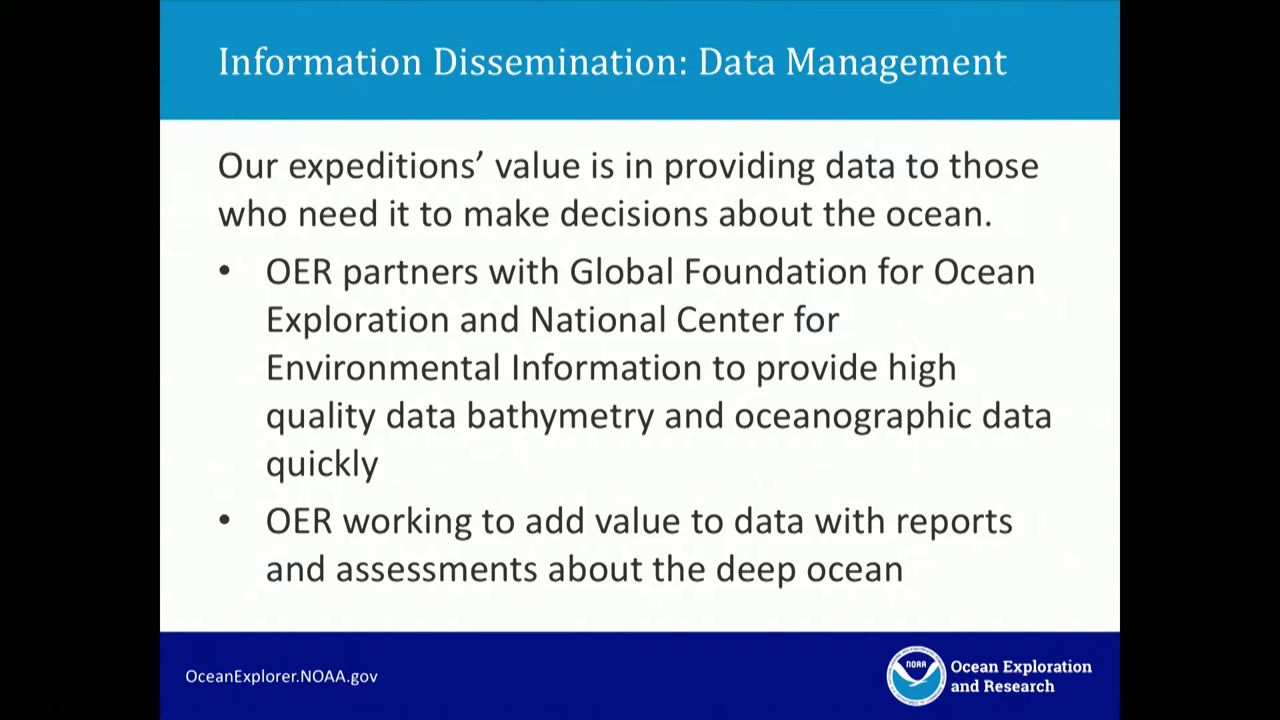 Information Dissemination: Data Management
Our expeditions’ value is in providing data to those
who need it to make decisions about the ocean.
• OER partners with Global Foundation for Ocean
Exploration and National Center for
Environmental Information to provide high
quality data bathymetry and oceanographic data
quickly
• OER working to add value to data with reports
and assessments about the deep ocean
OceanExplorer.NOAA.gov
NOAA
Ocean Exploration
and Research